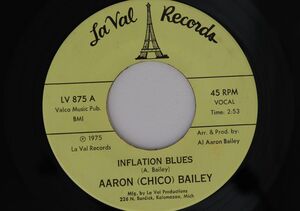 La Val Records
LV 875 A
Valco Music Pub.
BMI
45 RPM
VOCAL
Time: 2:53
℗ 1975
La Val Records
Arr. & Prod. by:
Al Aaron Bailey
INFLATION BLUES
(A. Bailey)
AARON (CHICO) BAILEY
Mfg. by La Val Productions
226 N. Burdick, Kalamazoo, Mich.